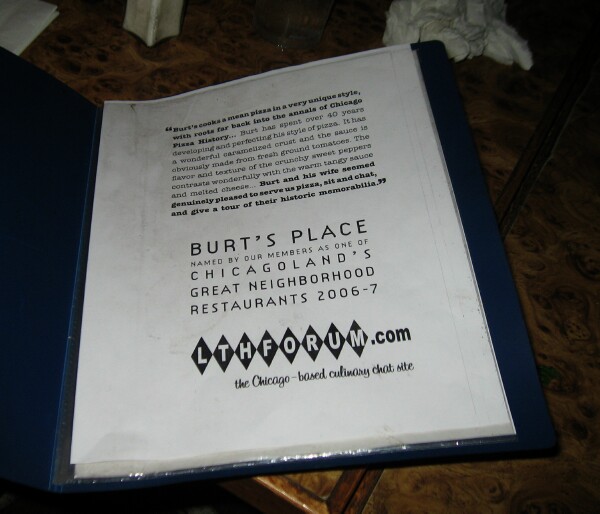 “Burt's cooks a mean pizza in a very unique style,
with roots far back into the annals of Chicago
Pizza History... Burt has spent over 40 years
developing and perfecting his style of pizza. It has
a wonderful caramelized crust and the sauce is
obviously made from fresh ground tomatoes. The
flavor and texture of the crunchy sweet peppers
contrasts wonderfully with the warm tangy sauce
and melted cheese... Burt and his wife seemed
genuinely pleased to serve us pizza, sit and chat,
and give a tour of their historic memorabilia.”
BURT'S PLACE
NAMED BY OUR MEMBERS AS ONE OF
CHICAGOLAND'S
GREAT NEIGHBORHOOD
RESTAURANTS 2006-7
LTHFORUM.com
the Chicago-based culinary chat site